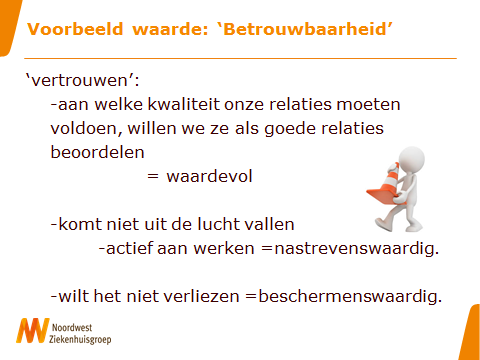 Voorbeeld waarde: ‘Betrouwbaarheid’
‘vertrouwen’:
-aan welke kwaliteit onze relaties moeten
voldoen, willen we ze als goede relaties
beoordelen
= waardevol
-komt niet uit de lucht vallen
-actief aan werken =nastrevenswaardig.
-wilt het niet verliezen =beschermenswaardig.
Noordwest
Ziekenhuisgroep